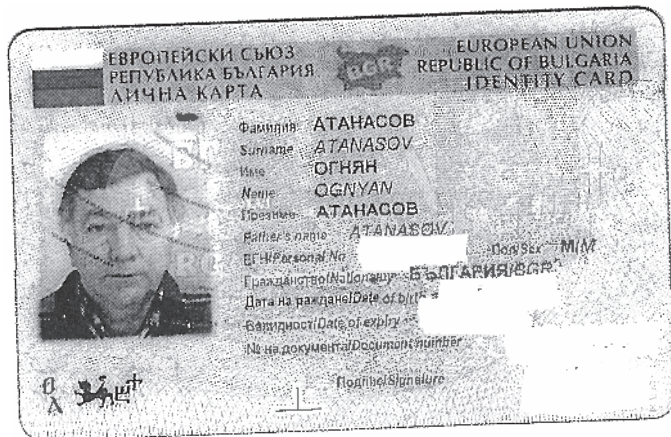 ЕВРОПЕЙСКИ СЪЮЗ
РЕПУБЛИКА БЪЛГАРИЯ
ЛИЧНА КАРТА
BGR
EUROPEAN UNION
REPUBLIC OF BULGARIA
IDENTITY CARD
Фамилия АТАНАСОВ
Surname ATANASOV
Име ОГНЯН
Name OGNYAN
Презиме АТАНАСОВ
Father's name ATANASOV
ЕГН/Personal No Пол/Sex М/M
Гражданство/Nationality БЪЛГАРИЯ/BGR
Дата на раждане/Date of birth
Валидност/Date of expiry
№ на документа/Document number
Подпис/Signature